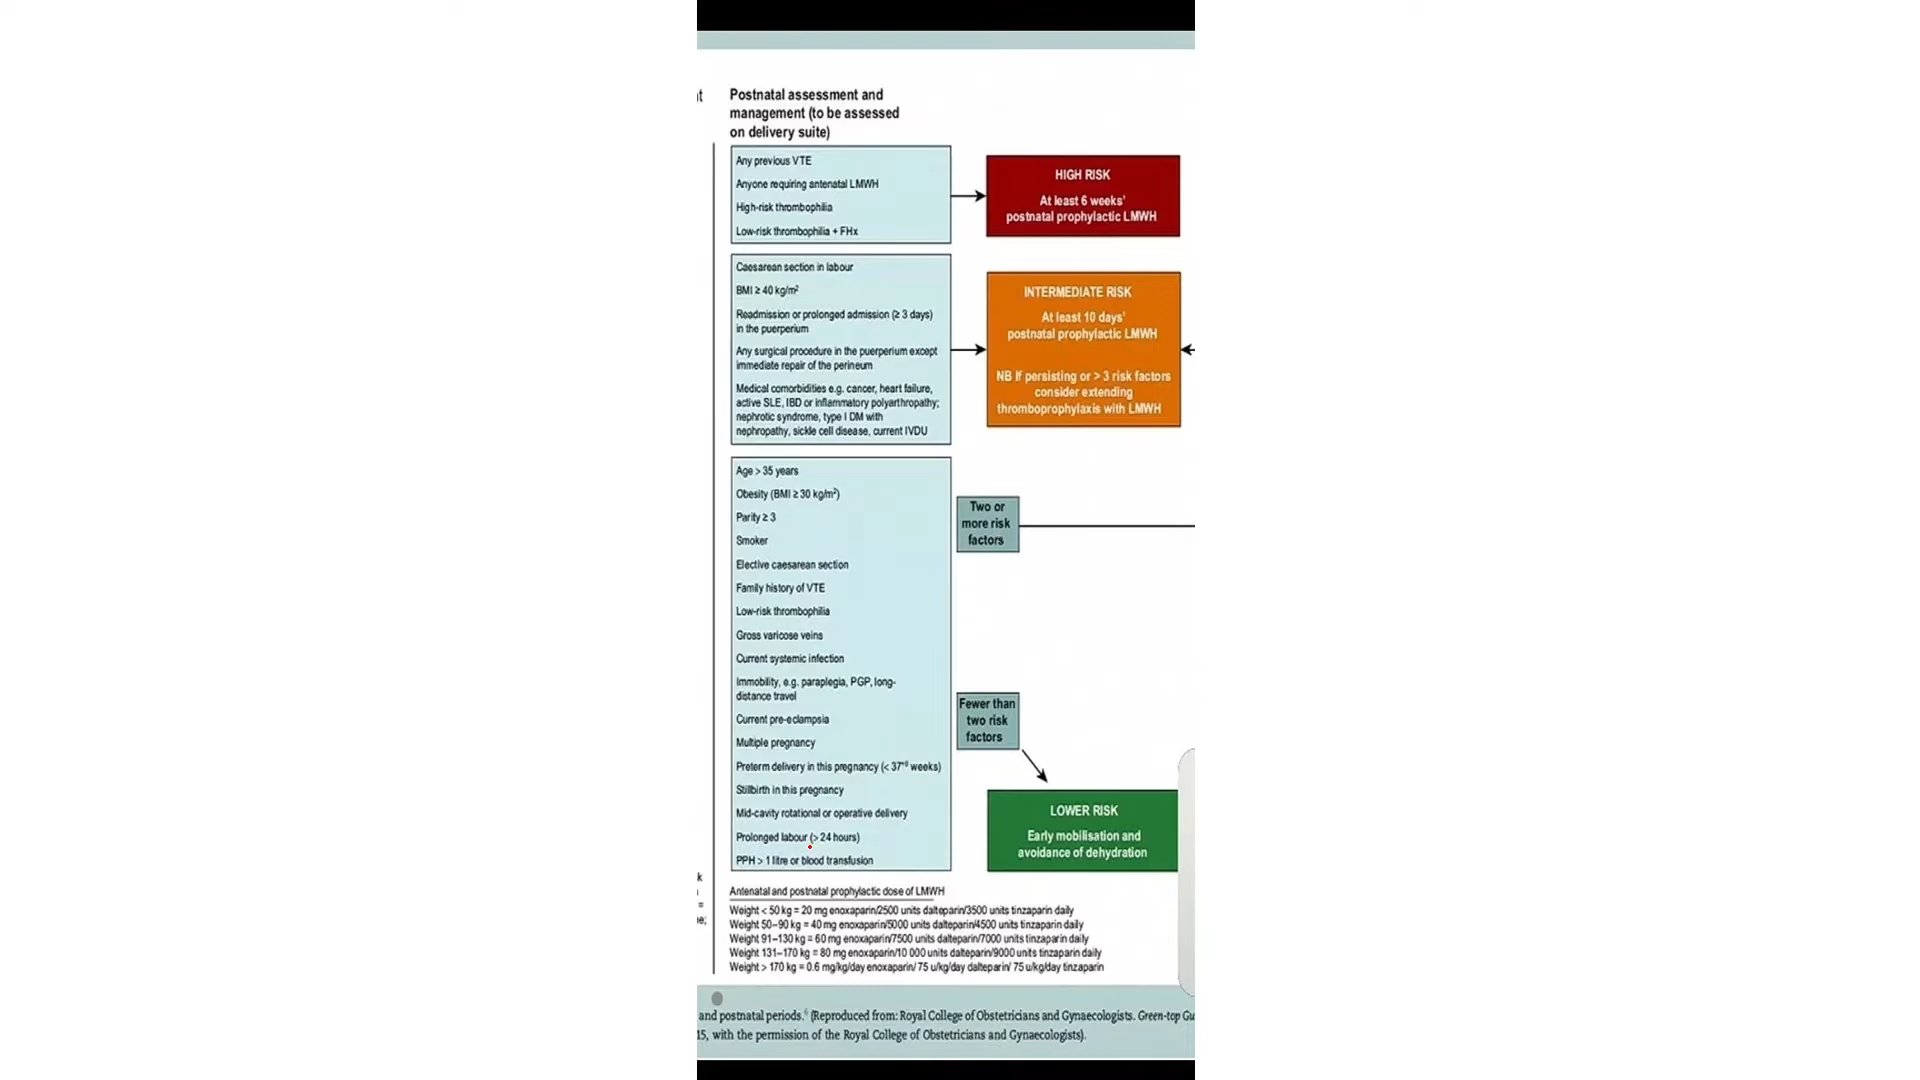 Postnatal assessment and
management (to be assessed
on delivery suite)
Any previous VTE
Anyone requiring antenatal LMWH
High-risk thrombophilia
Low-risk thrombophilia + FHx
HIGH RISK
At least 6 weeks'
postnatal prophylactic LMWH
Caesarean section in labour
BMI ≥ 40 kg/m²
Readmission or prolonged admission (≥ 3 days)
in the puerperium
Any surgical procedure in the puerperium except
immediate repair of the perineum
Medical comorbidities e.g. cancer, heart failure,
active SLE, IBD or inflammatory polyarthropathy;
nephrotic syndrome, type I DM with
nephropathy, sickle cell disease, current IVDU
INTERMEDIATE RISK
At least 10 days'
postnatal prophylactic LMWH
NB If persisting or > 3 risk factors
consider extending
thromboprophylaxis with LMWH
Age > 35 years
Obesity (BMI ≥ 30 kg/m²)
Parity ≥ 3
Smoker
Elective caesarean section
Family history of VTE
Low-risk thrombophilia
Gross varicose veins
Current systemic infection
Immobility, e.g. paraplegia, PGP, long-
distance travel
Current pre-eclampsia
Multiple pregnancy
Preterm delivery in this pregnancy (< 37⁺⁰ weeks)
Stillbirth in this pregnancy
Mid-cavity rotational or operative delivery
Prolonged labour (> 24 hours)
PPH > 1 litre or blood transfusion
Two or
more risk
factors
Fewer than
two risk
factors
LOWER RISK
Early mobilisation and
avoidance of dehydration
Antenatal and postnatal prophylactic dose of LMWH
Weight < 50 kg = 20 mg enoxaparin/2500 units dalteparin/3500 units tinzaparin daily
Weight 50–90 kg = 40 mg enoxaparin/5000 units dalteparin/4500 units tinzaparin daily
Weight 91–130 kg = 60 mg enoxaparin/7500 units dalteparin/7000 units tinzaparin daily
Weight 131–170 kg = 80 mg enoxaparin/10 000 units dalteparin/9000 units tinzaparin daily
Weight > 170 kg = 0.6 mg/kg/day enoxaparin/ 75 u/kg/day dalteparin/ 75 u/kg/day tinzaparin
and postnatal periods.⁶ (Reproduced from: Royal College of Obstetricians and Gynaecologists. Green-top Gu
15, with the permission of the Royal College of Obstetricians and Gynaecologists).